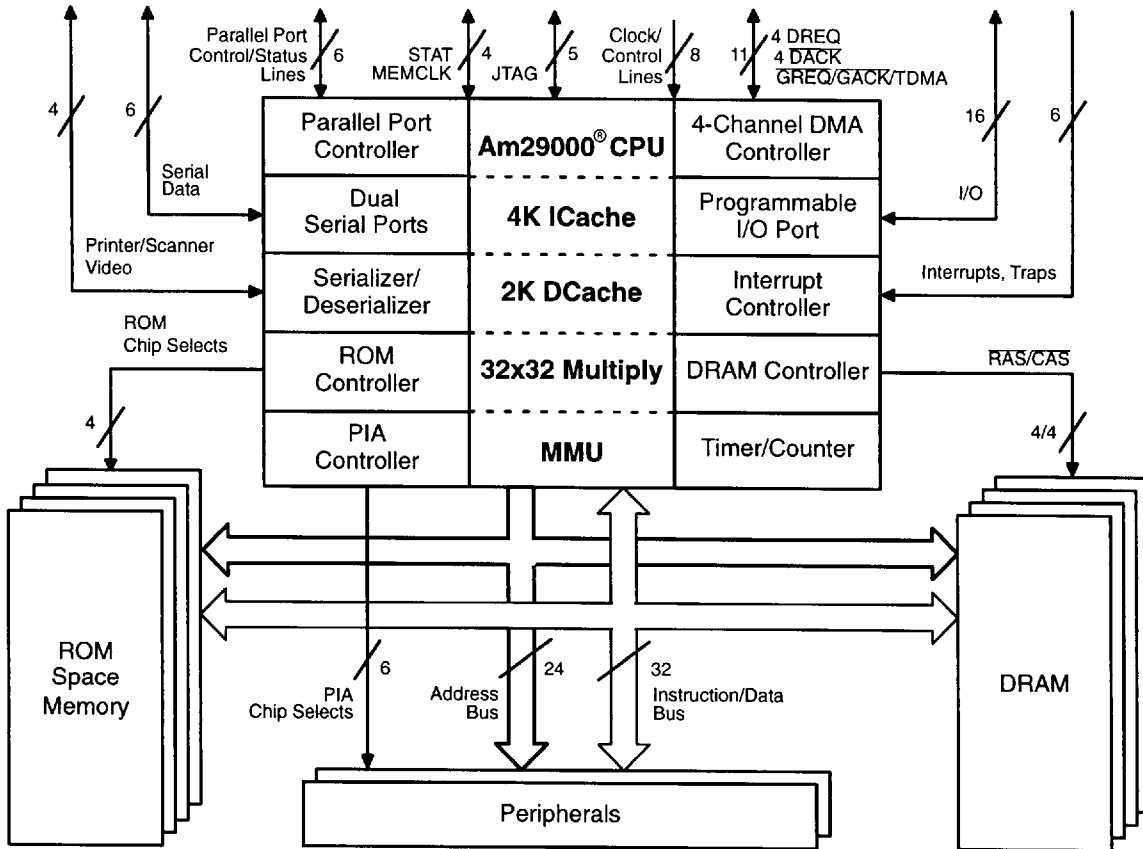 Parallel Port
Control/Status
Lines
6
STAT
MEMCLK
4
JTAG
5
Clock/
Control
Lines
8
11
4 DREQ
4 DACK
GREQ/GACK/TDMA
4
6
16
6
Serial
Data
I/O
Printer/Scanner
Video
Interrupts, Traps
ROM
Chip Selects
RAS/CAS
4
4/4
Parallel Port
Controller
Am29000® CPU
4-Channel DMA
Controller
Dual
Serial Ports
4K ICache
Programmable
I/O Port
Serializer/
Deserializer
2K DCache
Interrupt
Controller
ROM
Controller
32x32 Multiply
DRAM Controller
PIA
Controller
MMU
Timer/Counter
ROM
Space
Memory
6
PIA
Chip Selects
24
Address
Bus
32
Instruction/Data
Bus
DRAM
Peripherals